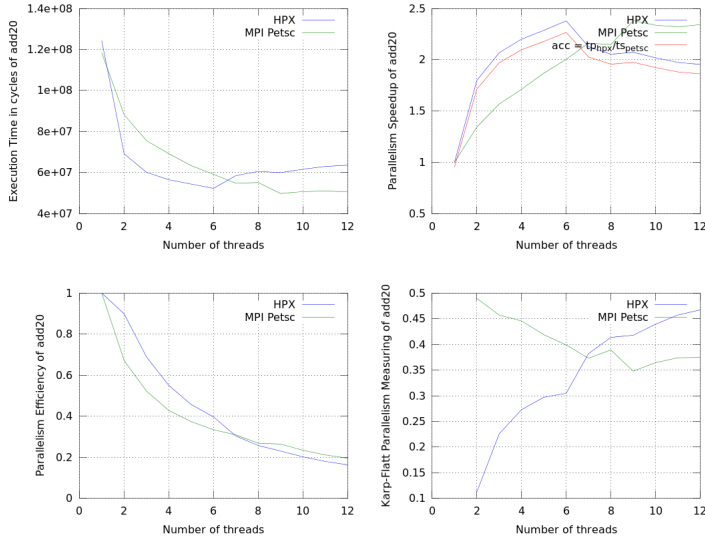 Execution Time in cycles of add20
1.4e+08
1.2e+08
1e+08
8e+07
6e+07
4e+07
HPX
MPI Petsc
0 2 4 6 8 10 12
Number of threads
Parallelism Speedup of add20
2.5
2
1.5
1
0.5
HPX
MPI Petsc
acc = tphpx/tspetsc
0 2 4 6 8 10 12
Number of threads
Parallelism Efficiency of add20
1
0.8
0.6
0.4
0.2
0
HPX
MPI Petsc
0 2 4 6 8 10 12
Number of threads
Karp-Flatt Parallelism Measuring of add20
0.5
0.45
0.4
0.35
0.3
0.25
0.2
0.15
0.1
HPX
MPI Petsc
0 2 4 6 8 10 12
Number of threads